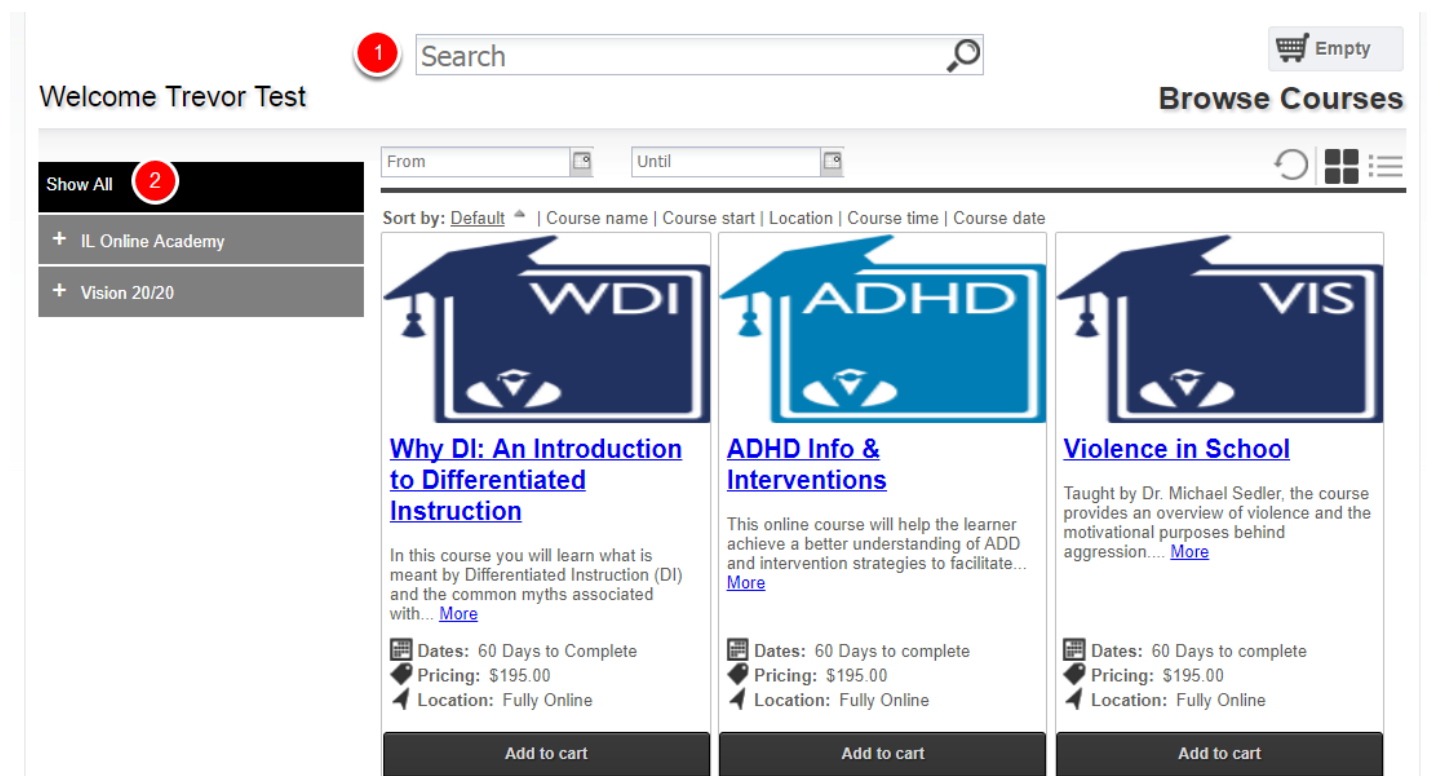 1
Search
Empty
Welcome Trevor Test
Browse Courses
From
Until
Show All
2
+ IL Online Academy
+ Vision 20/20
Sort by: Default | Course name | Course start | Location | Course time | Course date
WDI
Why DI: An Introduction
to Differentiated
Instruction
In this course you will learn what is
meant by Differentiated Instruction (DI)
and the common myths associated
with... More
Dates: 60 Days to Complete
Pricing: $195.00
Location: Fully Online
Add to cart
ADHD
ADHD Info &
Interventions
This online course will help the learner
achieve a better understanding of ADD
and intervention strategies to facilitate...
More
Dates: 60 Days to complete
Pricing: $195.00
Location: Fully Online
Add to cart
VIS
Violence in School
Taught by Dr. Michael Sedler, the course
provides an overview of violence and the
motivational purposes behind
aggression.... More
Dates: 60 Days to complete
Pricing: $195.00
Location: Fully Online
Add to cart